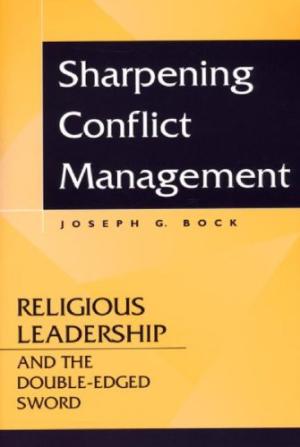 Sharpening
Conflict
Management
JOSEPH G. BOCK
RELIGIOUS
LEADERSHIP
AND THE
DOUBLE-EDGED
SWORD